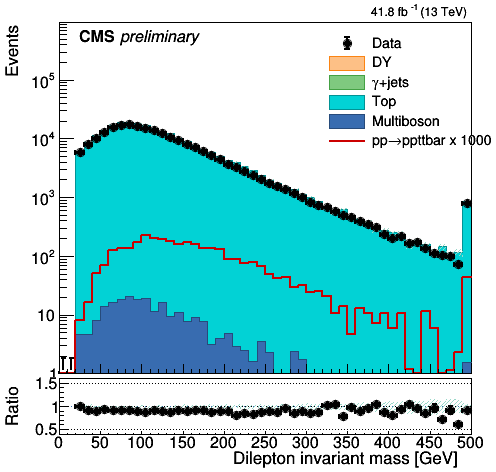 41.8 fb⁻¹ (13 TeV)
CMS preliminary
Events
Data
DY
γ+jets
Top
Multiboson
pp→ppttbar x 1000
10⁵
10⁴
10³
10²
10
1
Ratio
1.5
1
0.5
0 50 100 150 200 250 300 350 400 450 500
Dilepton invariant mass [GeV]